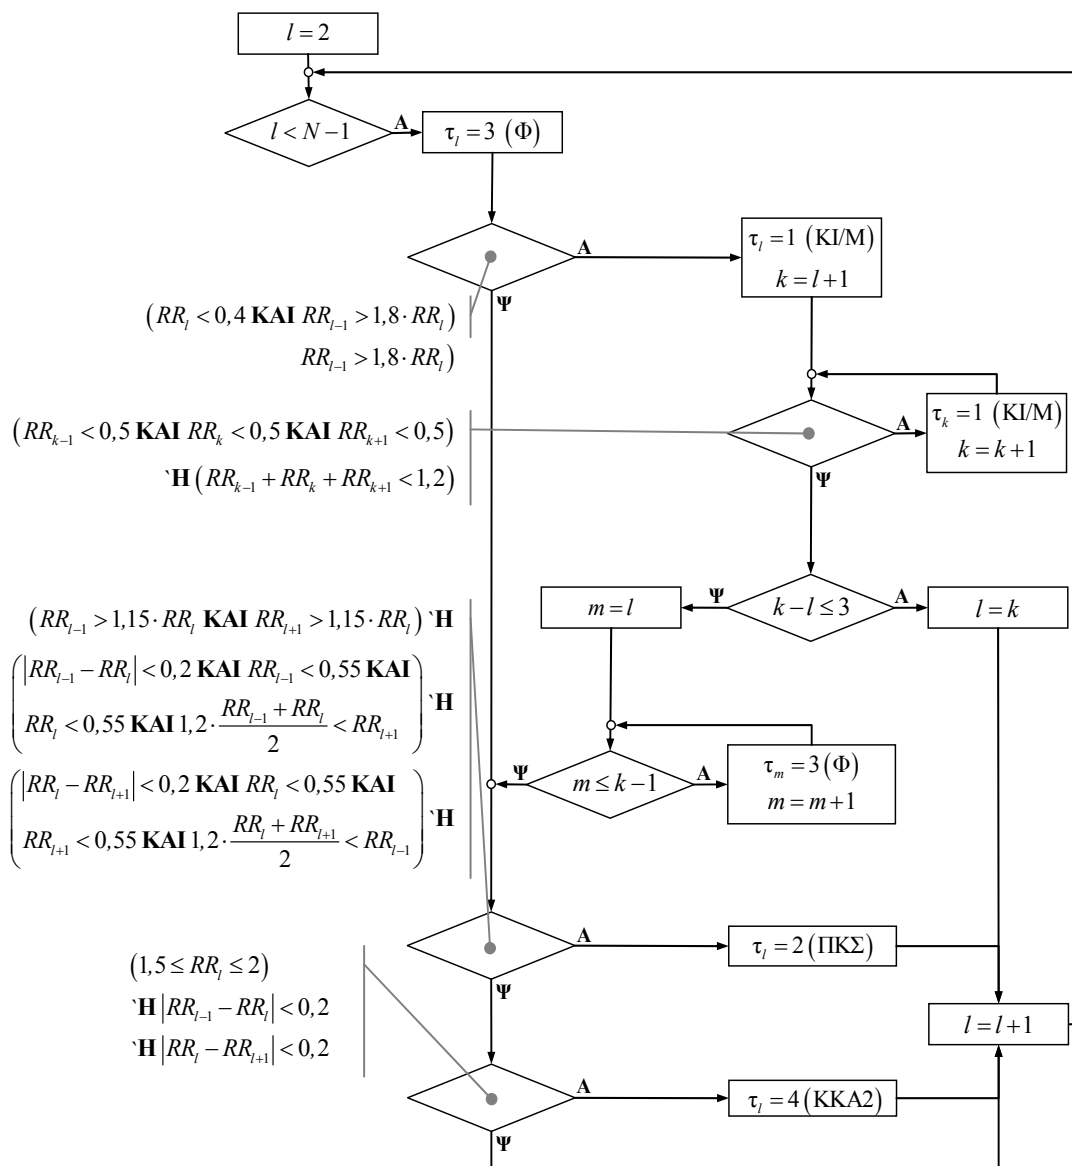 l = 2
l < N − 1
Α
τ_l = 3 (Φ)
Α
τ_l = 1 (ΚΙ/Μ)
k = l + 1
Ψ
(RR_l < 0,4 ΚΑΙ RR_{l−1} > 1,8 · RR_l)
RR_{l−1} > 1,8 · RR_l)
(RR_{k−1} < 0,5 ΚΑΙ RR_k < 0,5 ΚΑΙ RR_{k+1} < 0,5)
`Η (RR_{k−1} + RR_k + RR_{k+1} < 1,2)
Α
τ_k = 1 (ΚΙ/Μ)
k = k + 1
Ψ
m = l
Ψ
k − l ≤ 3
Α
l = k
(RR_{l−1} > 1,15 · RR_l ΚΑΙ RR_{l+1} > 1,15 · RR_l) `Η
(|RR_{l−1} − RR_l| < 0,2 ΚΑΙ RR_{l−1} < 0,55 ΚΑΙ
RR_l < 0,55 ΚΑΙ 1,2 · (RR_{l−1} + RR_l)/2 < RR_{l+1}) `Η
(|RR_l − RR_{l+1}| < 0,2 ΚΑΙ RR_l < 0,55 ΚΑΙ
RR_{l+1} < 0,55 ΚΑΙ 1,2 · (RR_l + RR_{l+1})/2 < RR_{l−1}) `Η
Ψ
m ≤ k − 1
Α
τ_m = 3 (Φ)
m = m + 1
Α
τ_l = 2 (ΠΚΣ)
Ψ
(1,5 ≤ RR_l ≤ 2)
`Η |RR_{l−1} − RR_l| < 0,2
`Η |RR_l − RR_{l+1}| < 0,2
l = l + 1
Α
τ_l = 4 (ΚΚΑ2)
Ψ